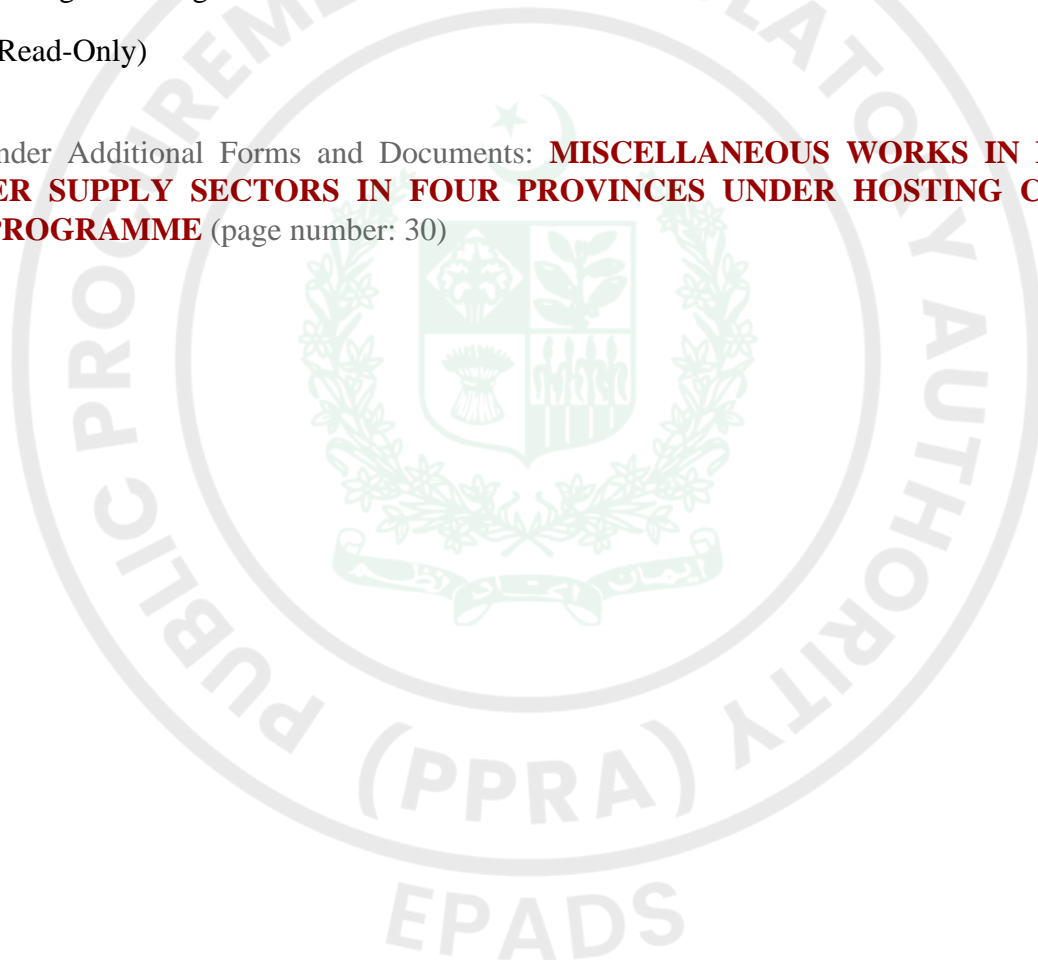 Read-Only)
nder Additional Forms and Documents: MISCELLANEOUS WORKS IN
ER SUPPLY SECTORS IN FOUR PROVINCES UNDER HOSTING
PROGRAMME (page number: 30)
PUBLIC PROCUREMENT REGULATORY AUTHORITY
(PPRA)
EPADS